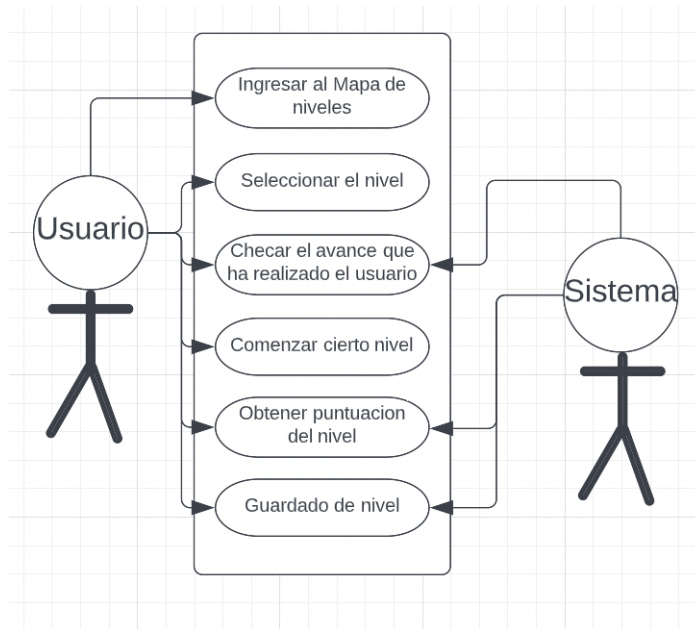 Ingresar al Mapa de
niveles
Seleccionar el nivel
Usuario
Checar el avance que
ha realizado el usuario
Sistema
Comenzar cierto nivel
Obtener puntuacion
del nivel
Guardado de nivel